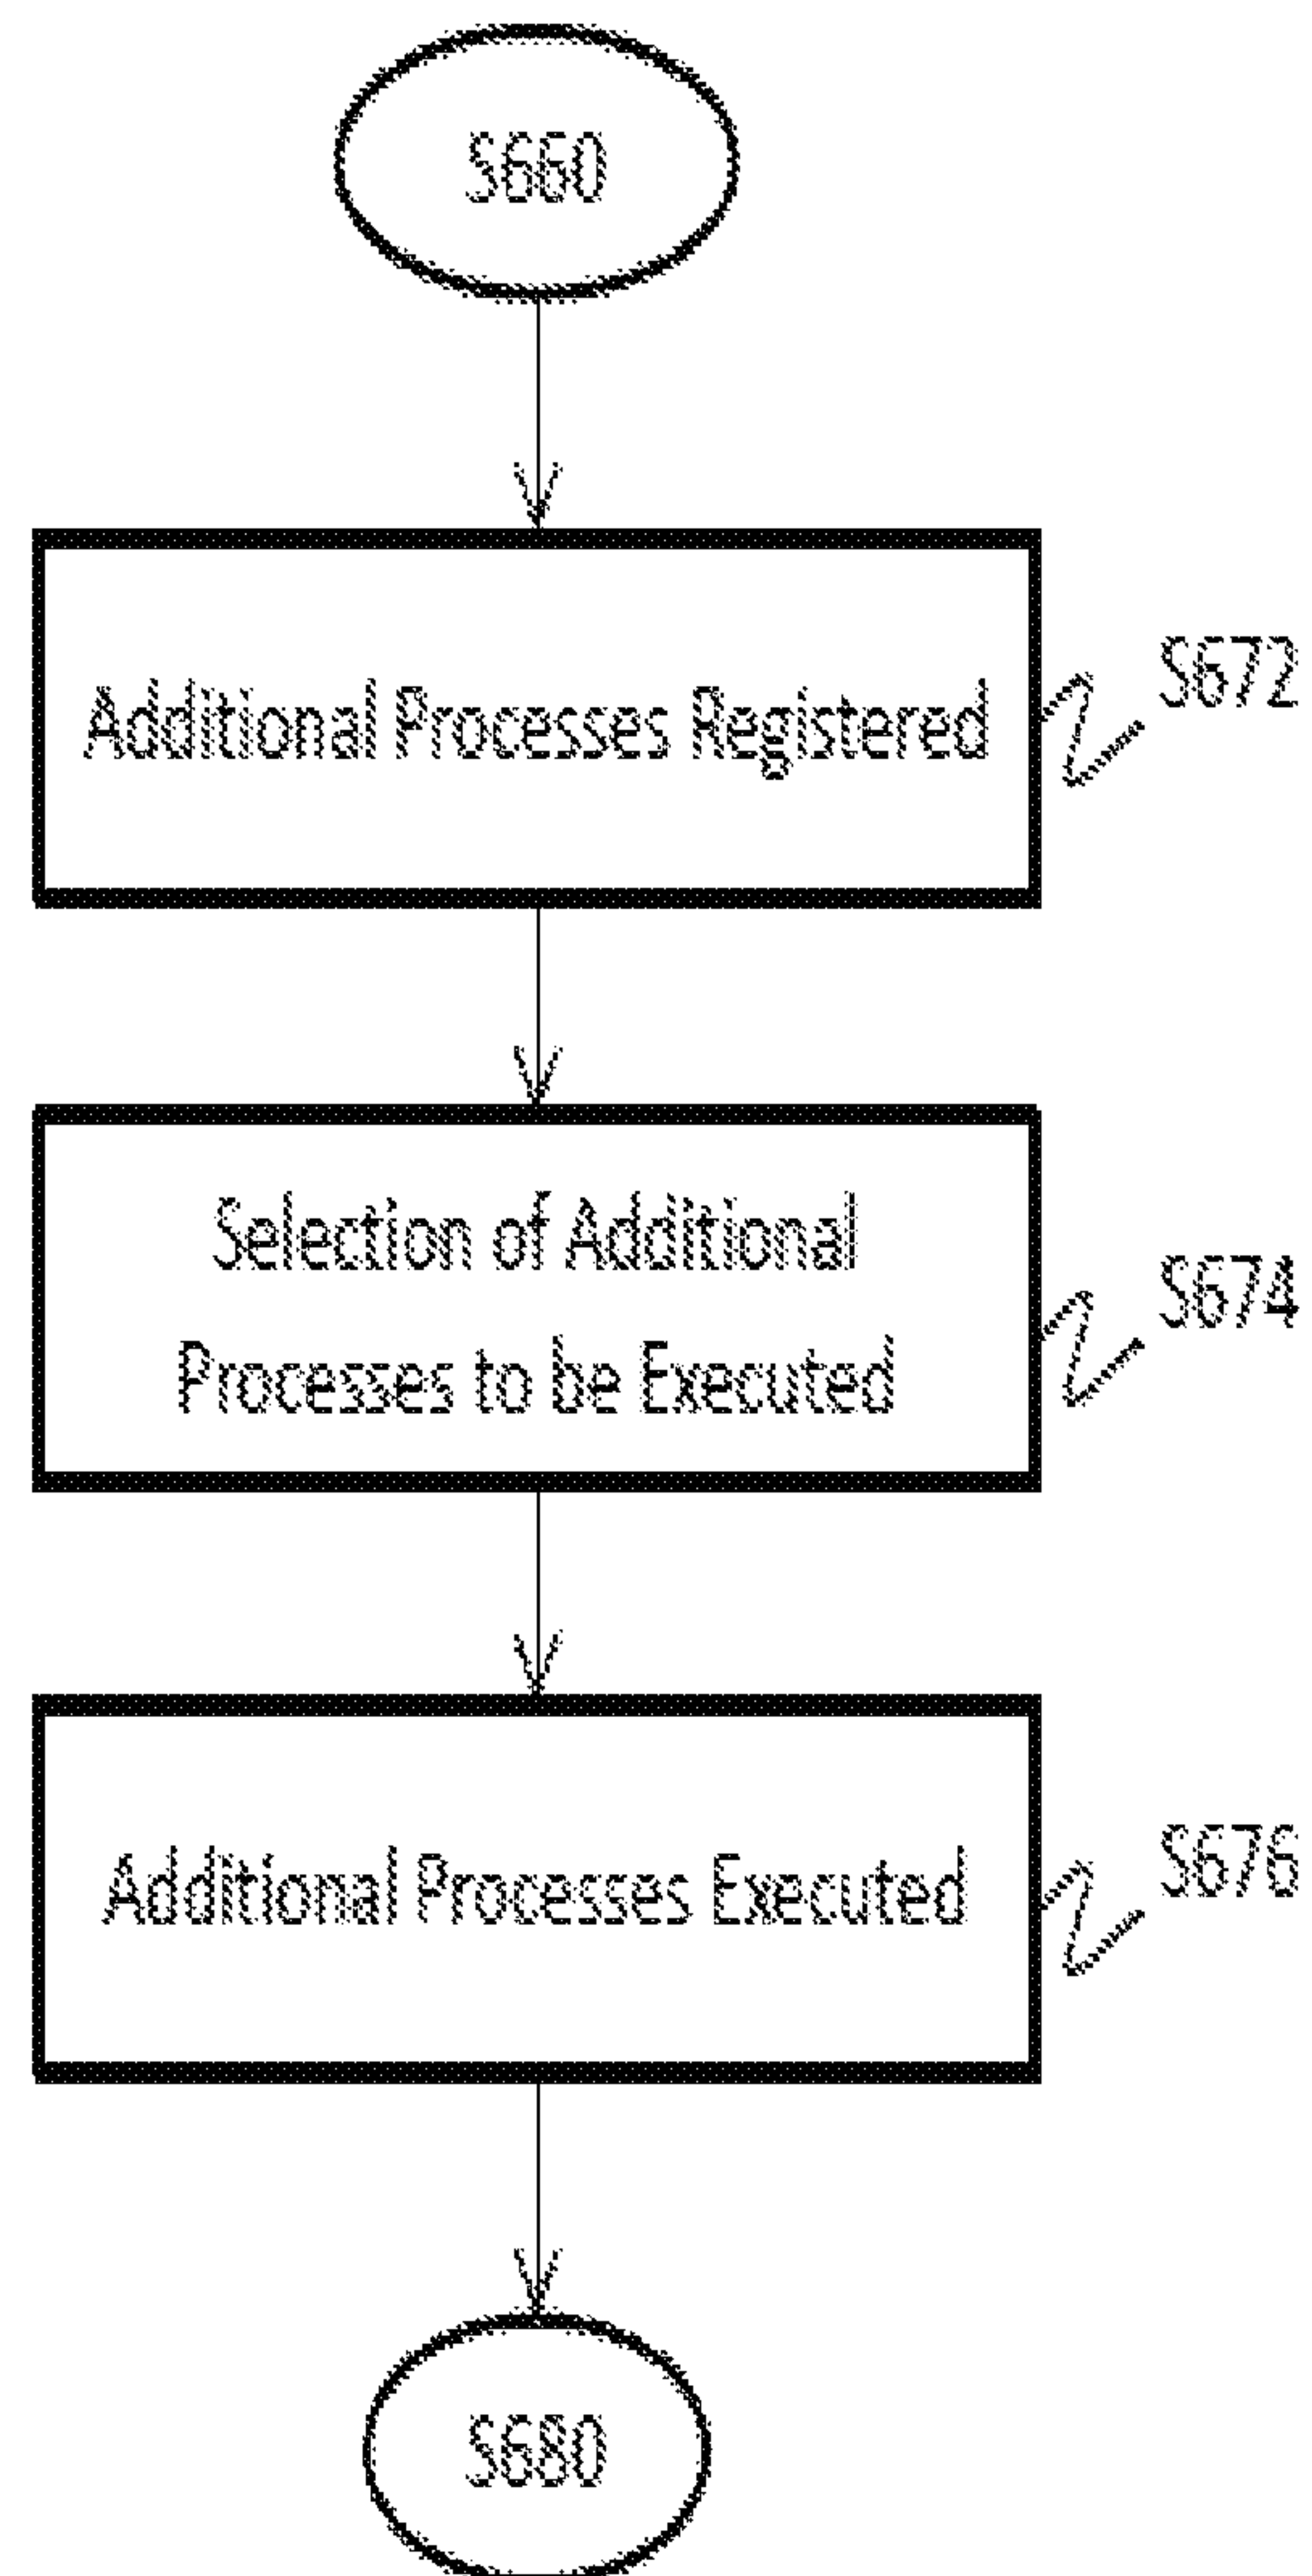 S660
Additional Processes Registered
S672
Selection of Additional
Processes to be Executed
S674
Additional Processes Executed
S676
S680